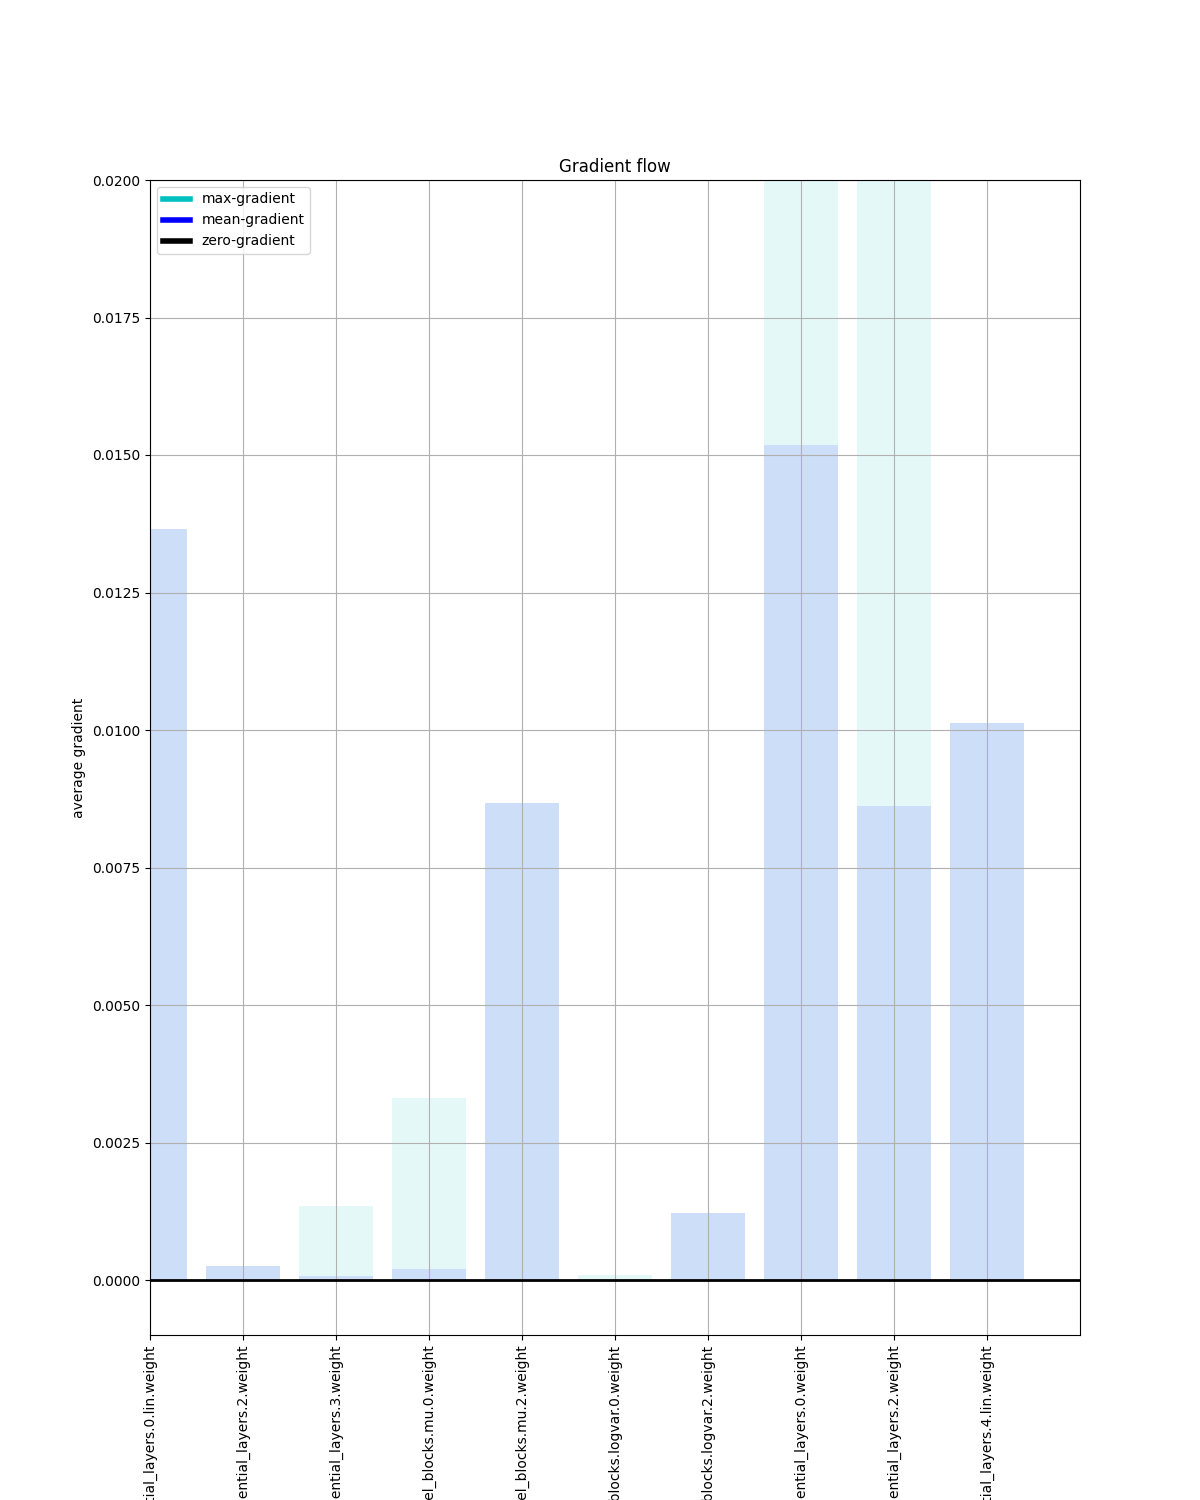 Gradient flow
max-gradient
mean-gradient
zero-gradient
0.0200
0.0175
0.0150
0.0125
0.0100
0.0075
0.0050
0.0025
0.0000
average gradient
tial_layers.0.lin.weight
ential_layers.2.weight
ential_layers.3.weight
el_blocks.mu.0.weight
el_blocks.mu.2.weight
blocks.logvar.0.weight
blocks.logvar.2.weight
ential_layers.0.weight
ential_layers.2.weight
tial_layers.4.lin.weight